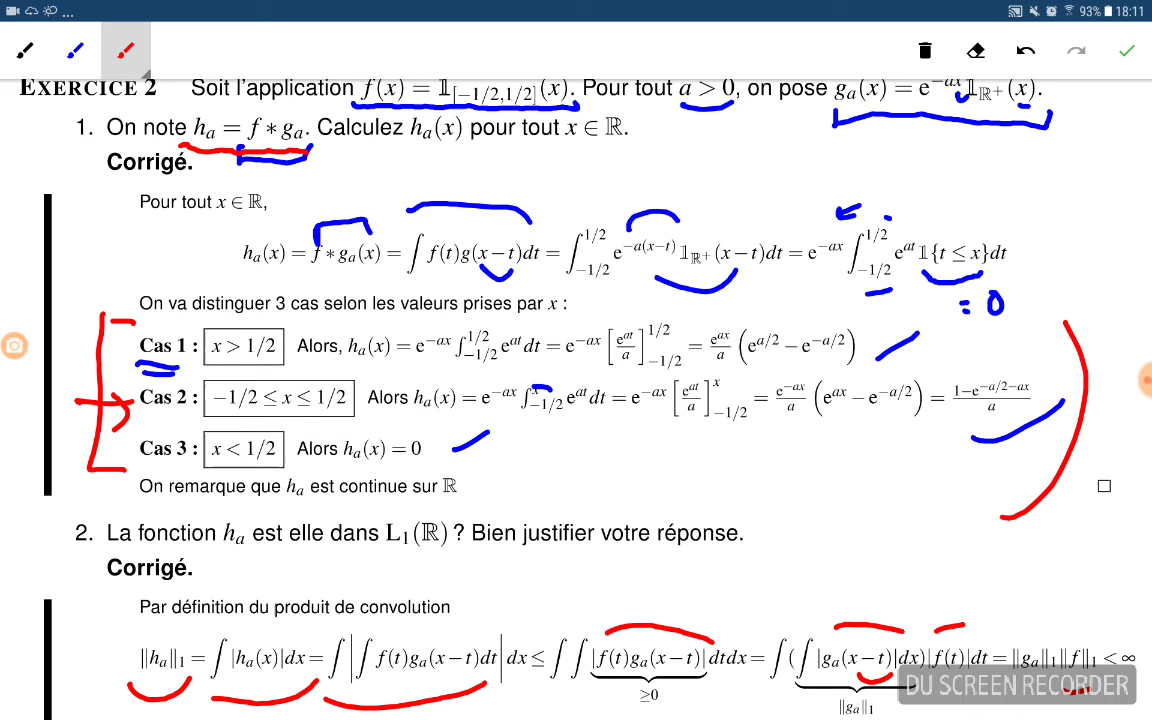 93% 18:11
EXERCICE 2 Soit l'application f(x) = 𝟙[−1/2,1/2](x). Pour tout a > 0, on pose gₐ(x) = e^{−ax}𝟙_{ℝ⁺}(x).
1. On note hₐ = f ∗ gₐ. Calculez hₐ(x) pour tout x ∈ ℝ.
Corrigé.
Pour tout x ∈ ℝ,
hₐ(x) = f ∗ gₐ(x) = ∫ f(t)g(x−t)dt = ∫_{−1/2}^{1/2} e^{−a(x−t)} 𝟙_{ℝ⁺}(x−t)dt = e^{−ax} ∫_{−1/2}^{1/2} e^{at} 𝟙{t ≤ x}dt
= 0
On va distinguer 3 cas selon les valeurs prises par x :
Cas 1 : x > 1/2 Alors, hₐ(x) = e^{−ax} ∫_{−1/2}^{1/2} e^{at} dt = e^{−ax} [e^{at}/a]_{−1/2}^{1/2} = e^{ax}/a (e^{a/2} − e^{−a/2})
Cas 2 : −1/2 ≤ x ≤ 1/2 Alors hₐ(x) = e^{−ax} ∫_{−1/2}^{x} e^{at} dt = e^{−ax} [e^{at}/a]_{−1/2}^{x} = e^{−ax}/a (e^{ax} − e^{−a/2}) = (1−e^{−a/2−ax})/a
Cas 3 : x < 1/2 Alors hₐ(x) = 0
On remarque que hₐ est continue sur ℝ
2. La fonction hₐ est elle dans L₁(ℝ) ? Bien justifier votre réponse.
Corrigé.
Par définition du produit de convolution
‖hₐ‖₁ = ∫ |hₐ(x)|dx = ∫ |∫ f(t)gₐ(x−t)dt| dx ≤ ∫ ∫ |f(t)gₐ(x−t)| dtdx = ∫ (∫ |gₐ(x−t)|dx)|f(t)|dt = ‖gₐ‖₁‖f‖₁ < ∞
≥0 ‖gₐ‖₁
DU SCREEN RECORDER